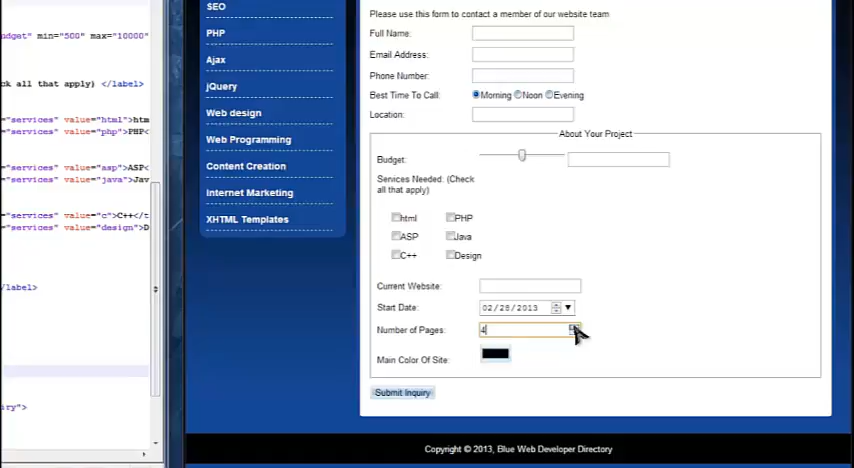 udget" min="500" max="10000"
ck all that apply) </label>
"services" value="html">htm
"services" value="php">PHP<
"services" value="asp">ASP<
"services" value="java">Jav
"services" value="c">C++</t
"services" value="design">D
/label>
iry">
SEO
PHP
Ajax
jQuery
Web design
Web Programming
Content Creation
Internet Marketing
XHTML Templates
Please use this form to contact a member of our website team
Full Name:
Email Address:
Phone Number:
Best Time To Call: Morning Noon Evening
Location:
About Your Project
Budget:
Services Needed. (Check
all that apply)
html PHP
ASP Java
C++ Design
Current Website:
Start Date: 02/28/2013
Number of Pages: 4
Main Color Of Site:
Submit Inquiry
Copyright © 2013, Blue Web Developer Directory